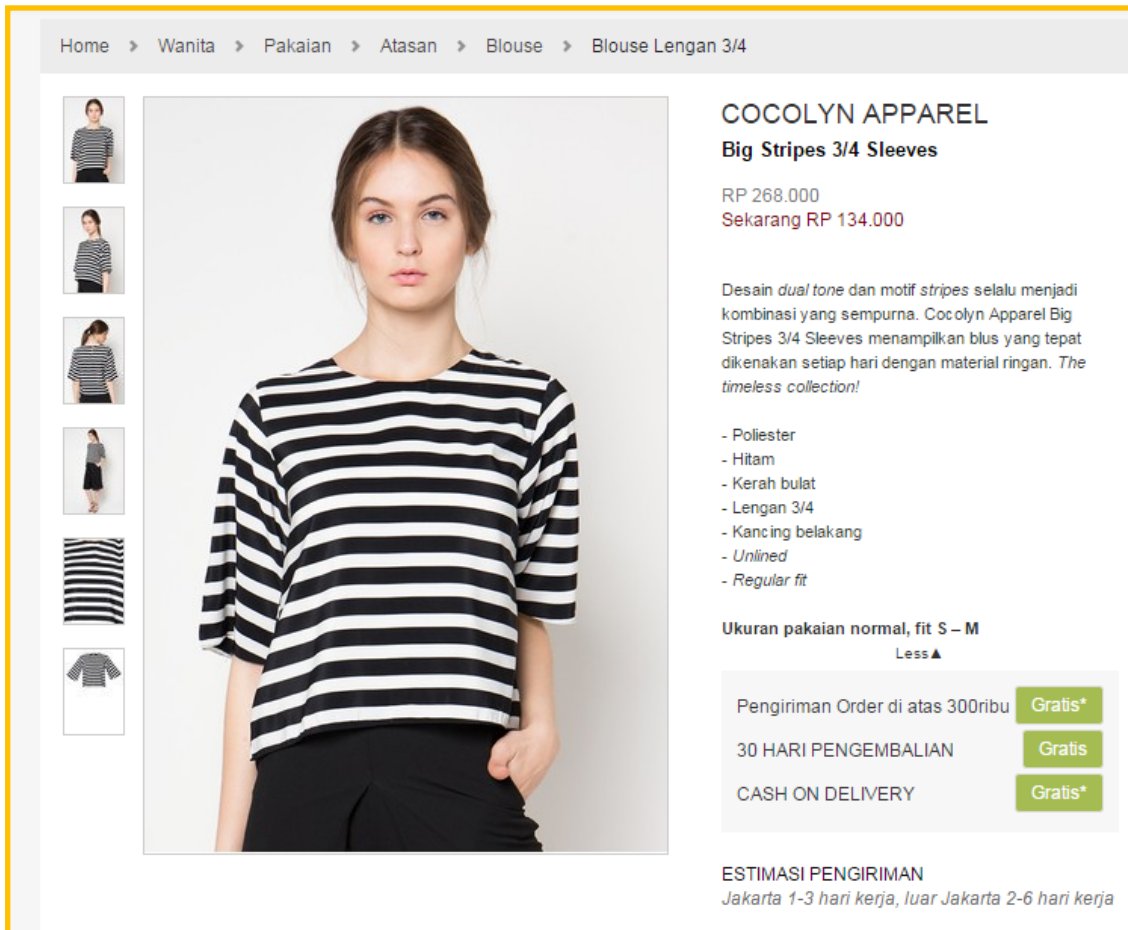 Home > Wanita > Pakaian > Atasan > Blouse > Blouse Lengan 3/4
COCOLYN APPAREL
Big Stripes 3/4 Sleeves
RP 268.000
Sekarang RP 134.000
Desain dual tone dan motif stripes selalu menjadi
kombinasi yang sempurna. Cocolyn Apparel Big
Stripes 3/4 Sleeves menampilkan blus yang tepat
dikenakan setiap hari dengan material ringan. The
timeless collection!
- Poliester
- Hitam
- Kerah bulat
- Lengan 3/4
- Kancing belakang
- Unlined
- Regular fit
Ukuran pakaian normal, fit S – M
Less▲
Pengiriman Order di atas 300ribu Gratis*
30 HARI PENGEMBALIAN Gratis
CASH ON DELIVERY Gratis*
ESTIMASI PENGIRIMAN
Jakarta 1-3 hari kerja, luar Jakarta 2-6 hari kerja